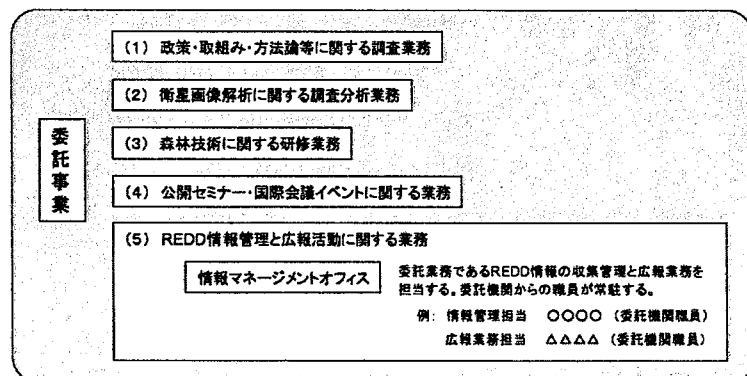 (1) 政策・取組み・方法論等に関する調査業務
(2)衛星画像解析に関する調査分析業務
(3) 森林技術に関する研修業務
(4) 公開セミナー・国際会議イベントに関する業務
委託事業
(5) REDD情報管理と広報活動に関する業務
情報マネージメントオフィス
委託業務であるREDD情報の収集管理と広報業務を
担当する。委託機関からの職員が常駐する。
例: 情報管理担当 ○○○○ (委託機関職員)
広報業務担当 △△△△ (委託機関職員)